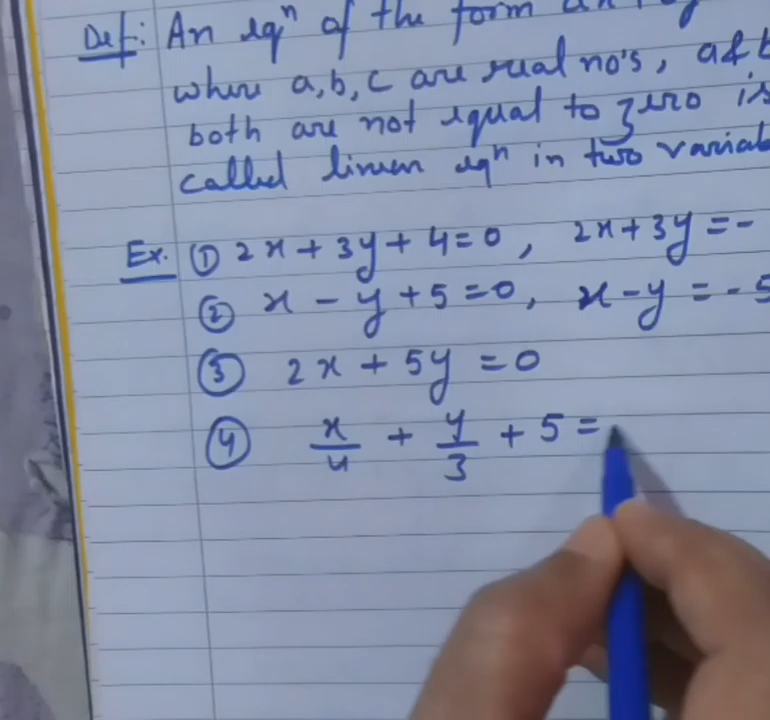 Def: An eqⁿ of the form
where a, b, c are real no's, a & b
both are not equal to zero is
called linear eqⁿ in two variab
Ex. ① 2x + 3y + 4 = 0, 2x + 3y = -
② x - y + 5 = 0, x - y = - 5
③ 2x + 5y = 0
④ x/4 + y/3 + 5 =